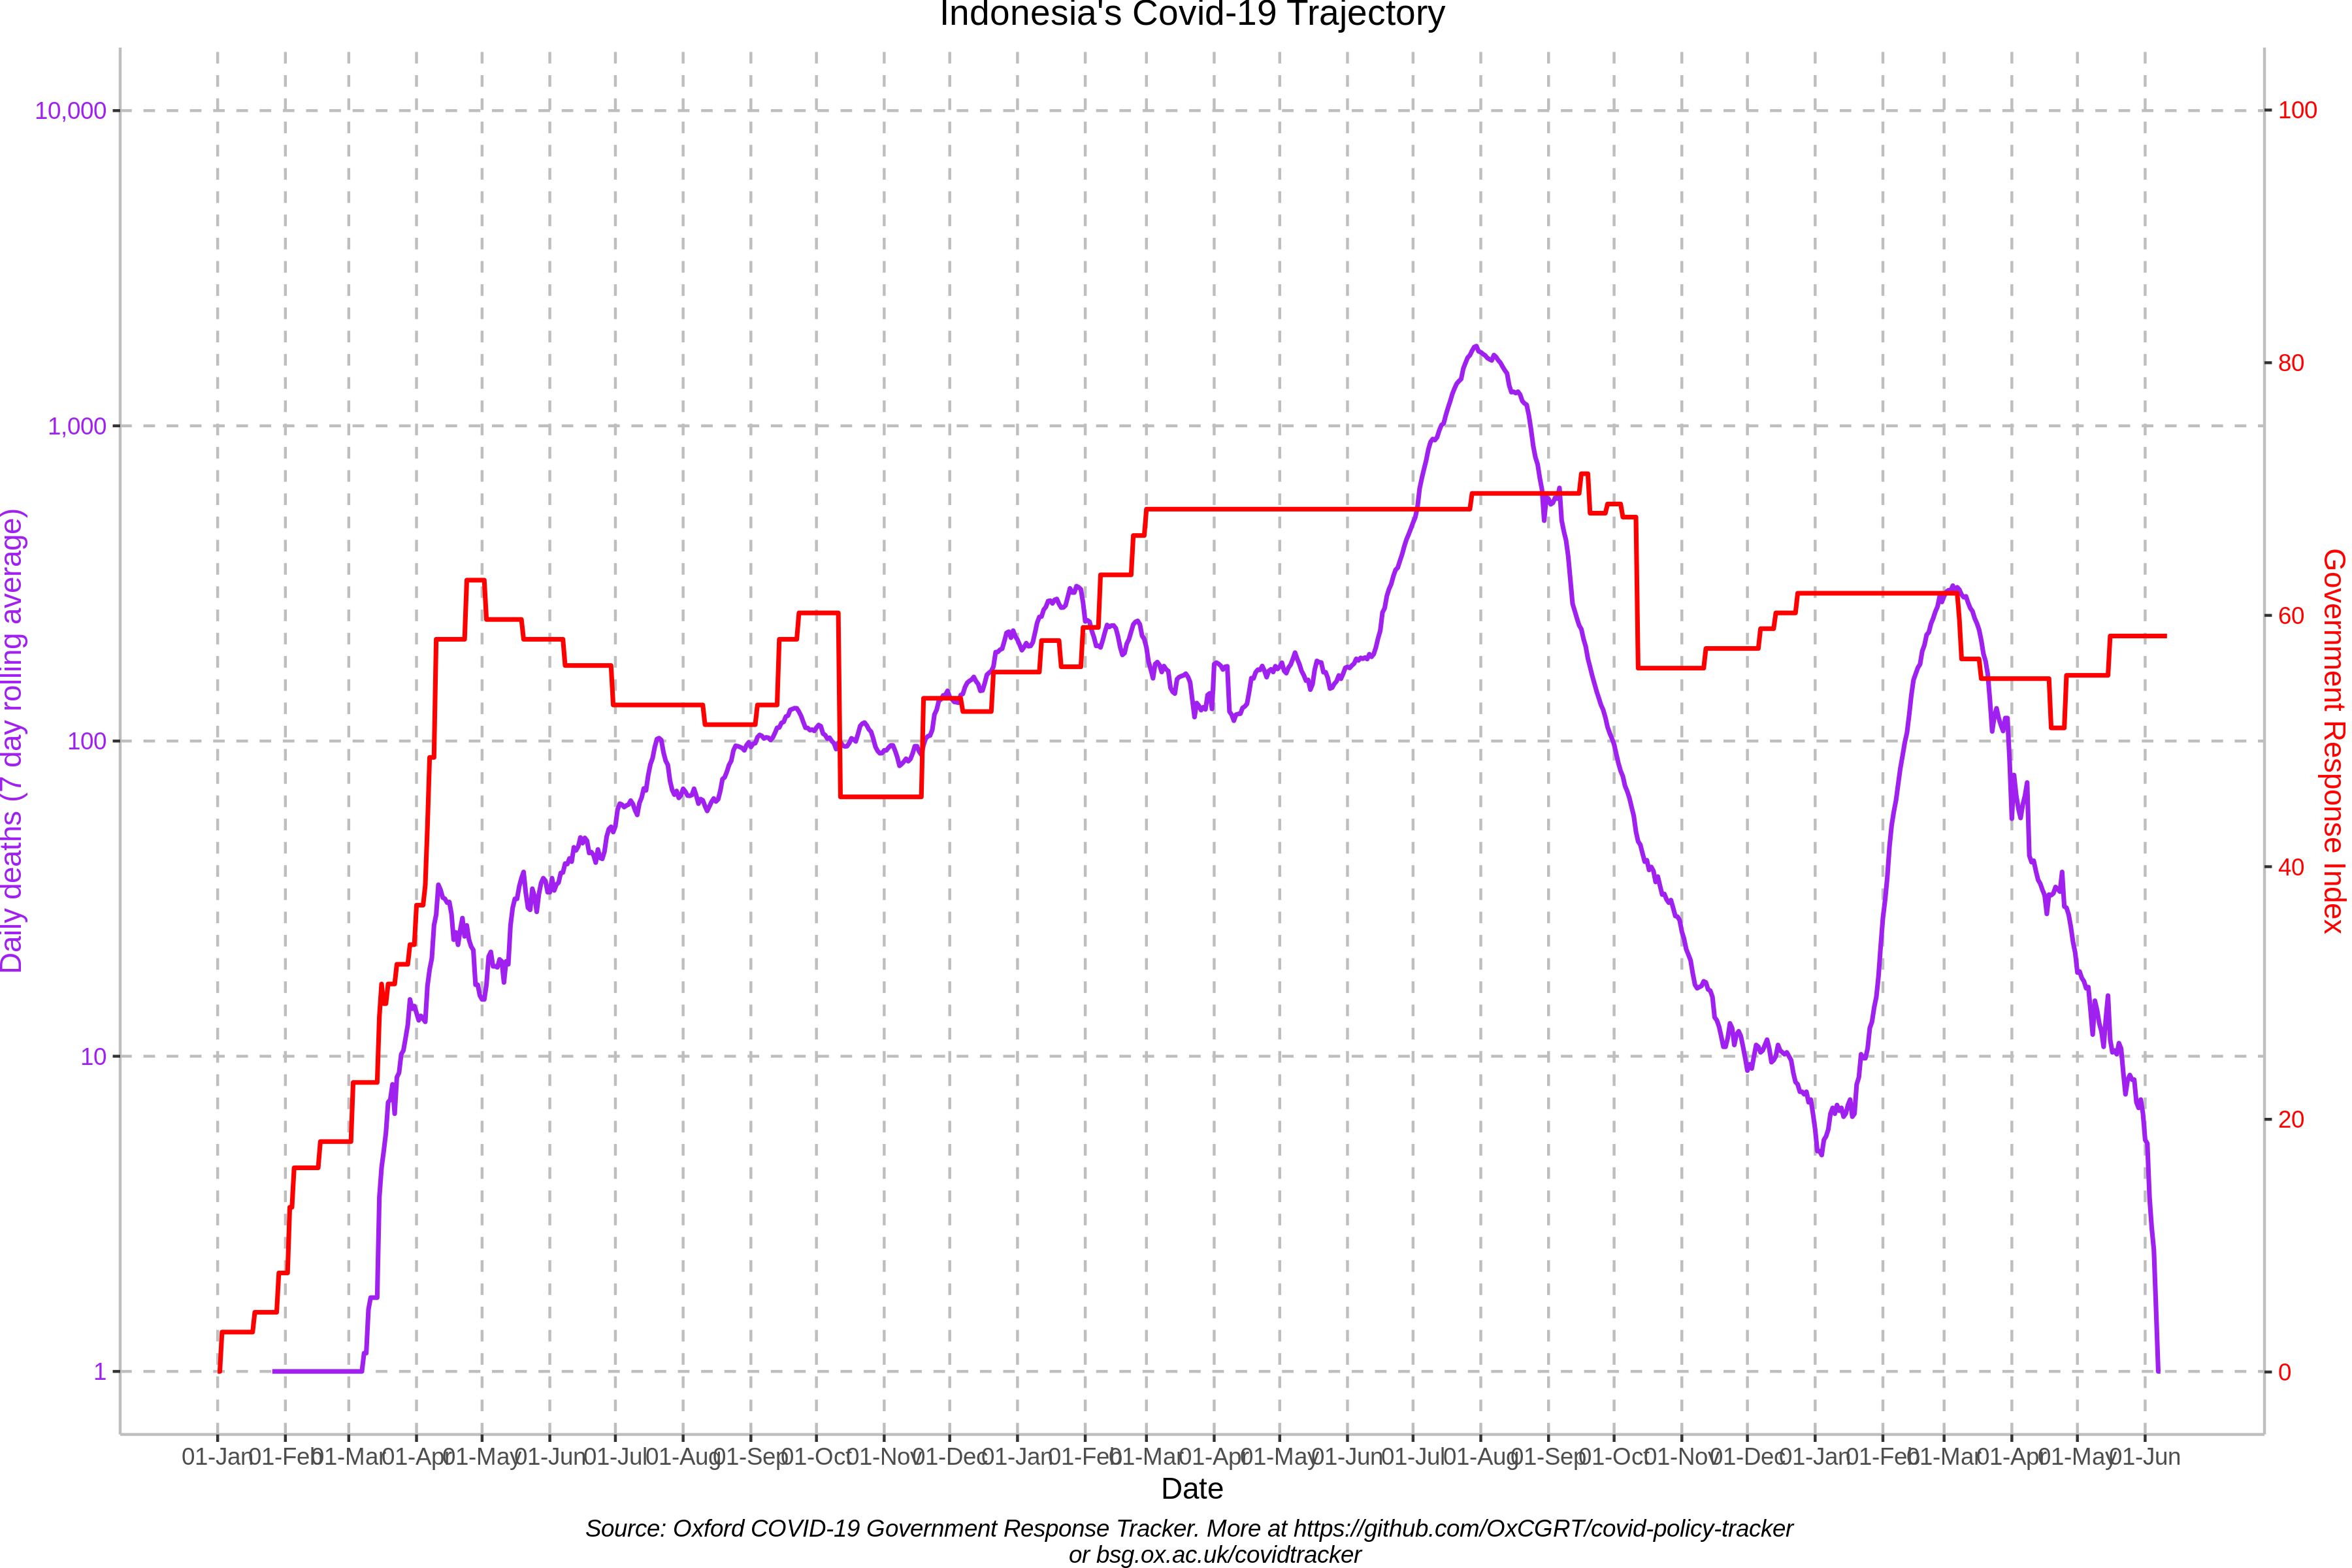 Indonesia's Covid-19 Trajectory
10,000
1,000
100
10
1
Daily deaths (7 day rolling average)
100
80
60
40
20
0
Government Response Index
01-Jan 01-Feb 01-Mar 01-Apr 01-May 01-Jun 01-Jul 01-Aug 01-Sep 01-Oct 01-Nov 01-Dec 01-Jan 01-Feb 01-Mar 01-Apr 01-May 01-Jun 01-Jul 01-Aug 01-Sep 01-Oct 01-Nov 01-Dec 01-Jan 01-Feb 01-Mar 01-Apr 01-May 01-Jun
Date
Source: Oxford COVID-19 Government Response Tracker. More at https://github.com/OxCGRT/covid-policy-tracker
or bsg.ox.ac.uk/covidtracker